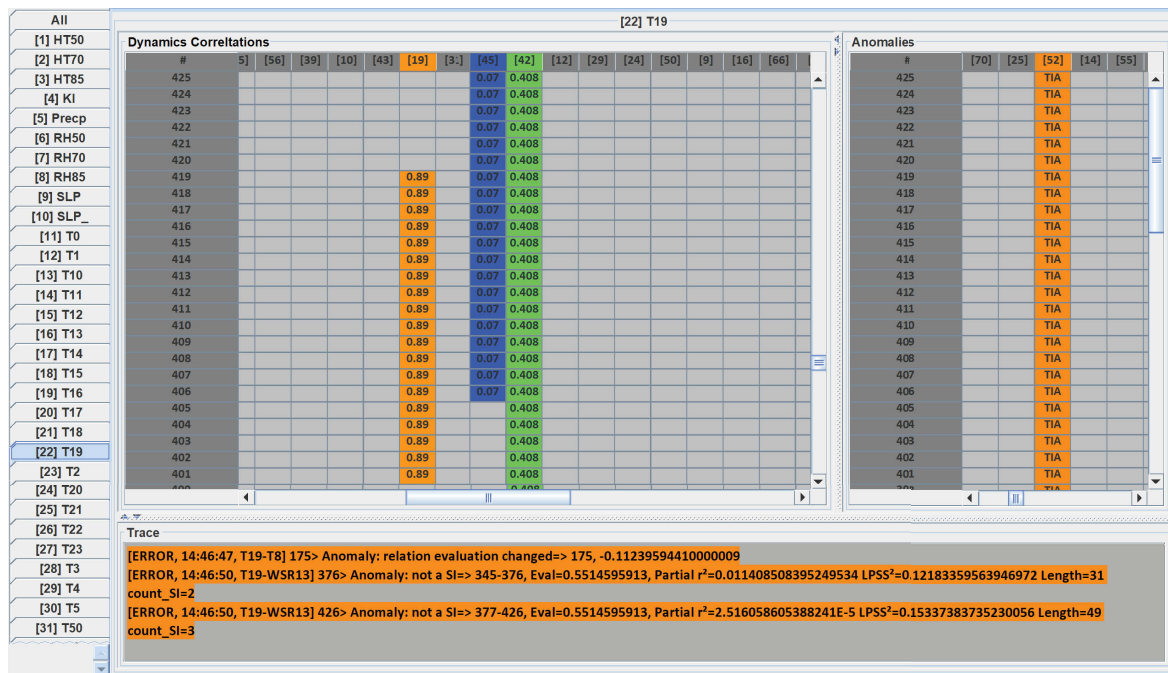 All
[1] HT50
[2] HT70
[3] HT85
[4] KI
[5] Precp
[6] RH50
[7] RH70
[8] RH85
[9] SLP
[10] SLP_
[11] T0
[12] T1
[13] T10
[14] T11
[15] T12
[16] T13
[17] T14
[18] T15
[19] T16
[20] T17
[21] T18
[22] T19
[23] T2
[24] T20
[25] T21
[26] T22
[27] T23
[28] T3
[29] T4
[30] T5
[31] T50
[22] T19
Dynamics Correltations
# 5] [56] [39] [10] [43] [19] [45] [42] [12] [29] [24] [50] [9] [16] [66]
425 0.07 0.408
424 0.07 0.408
423 0.07 0.408
422 0.07 0.408
421 0.07 0.408
420 0.07 0.408
419 0.89 0.07 0.408
418 0.89 0.07 0.408
417 0.89 0.07 0.408
416 0.89 0.07 0.408
415 0.89 0.07 0.408
414 0.89 0.07 0.408
413 0.89 0.07 0.408
412 0.89 0.07 0.408
411 0.89 0.07 0.408
410 0.89 0.07 0.408
409 0.89 0.07 0.408
408 0.89 0.07 0.408
407 0.89 0.07 0.408
406 0.89 0.07 0.408
405 0.89 0.408
404 0.89 0.408
403 0.89 0.408
402 0.89 0.408
401 0.89 0.408
Anomalies
# [70] [25] [52] [14] [55]
425 TIA
424 TIA
423 TIA
422 TIA
421 TIA
420 TIA
419 TIA
418 TIA
417 TIA
416 TIA
415 TIA
414 TIA
413 TIA
412 TIA
411 TIA
410 TIA
409 TIA
408 TIA
407 TIA
406 TIA
405 TIA
404 TIA
403 TIA
402 TIA
401 TIA
Trace
[ERROR, 14:46:47, T19-T8] 175> Anomaly: relation evaluation changed=> 175, -0.11239594410000009
[ERROR, 14:46:50, T19-WSR13] 376> Anomaly: not a SI=> 345-376, Eval=0.5514595913, Partial r²=0.011408508395249534 LPSS²=0.12183359563946972 Length=31
count_SI=2
[ERROR, 14:46:50, T19-WSR13] 426> Anomaly: not a SI=> 377-426, Eval=0.5514595913, Partial r²=2.516058605388241E-5 LPSS²=0.15337383735230056 Length=49
count_SI=3